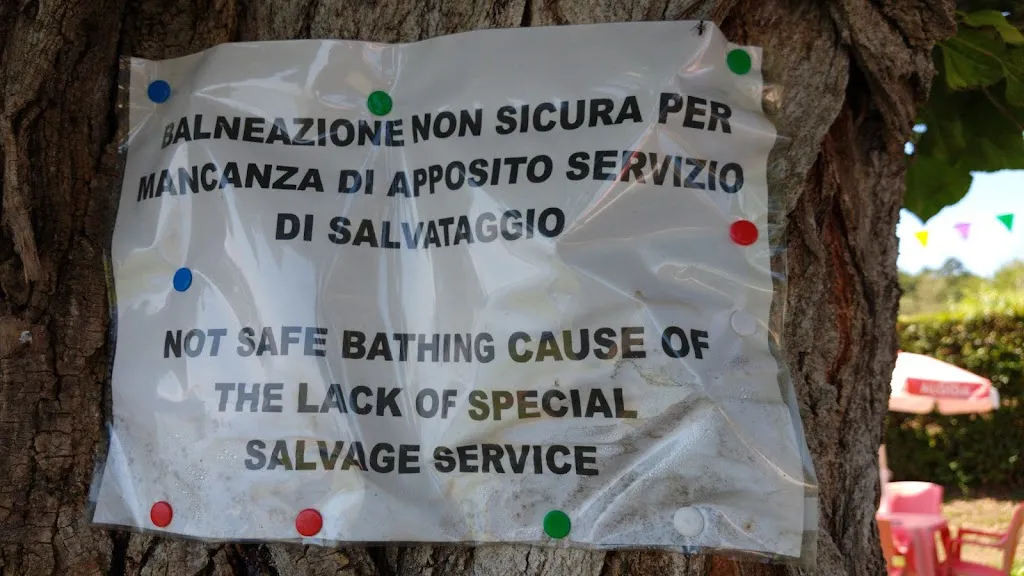 BALNEAZIONE NON SICURA PER
MANCANZA DI APPOSITO SERVIZIO
DI SALVATAGGIO
NOT SAFE BATHING CAUSE OF
THE LACK OF SPECIAL
SALVAGE SERVICE